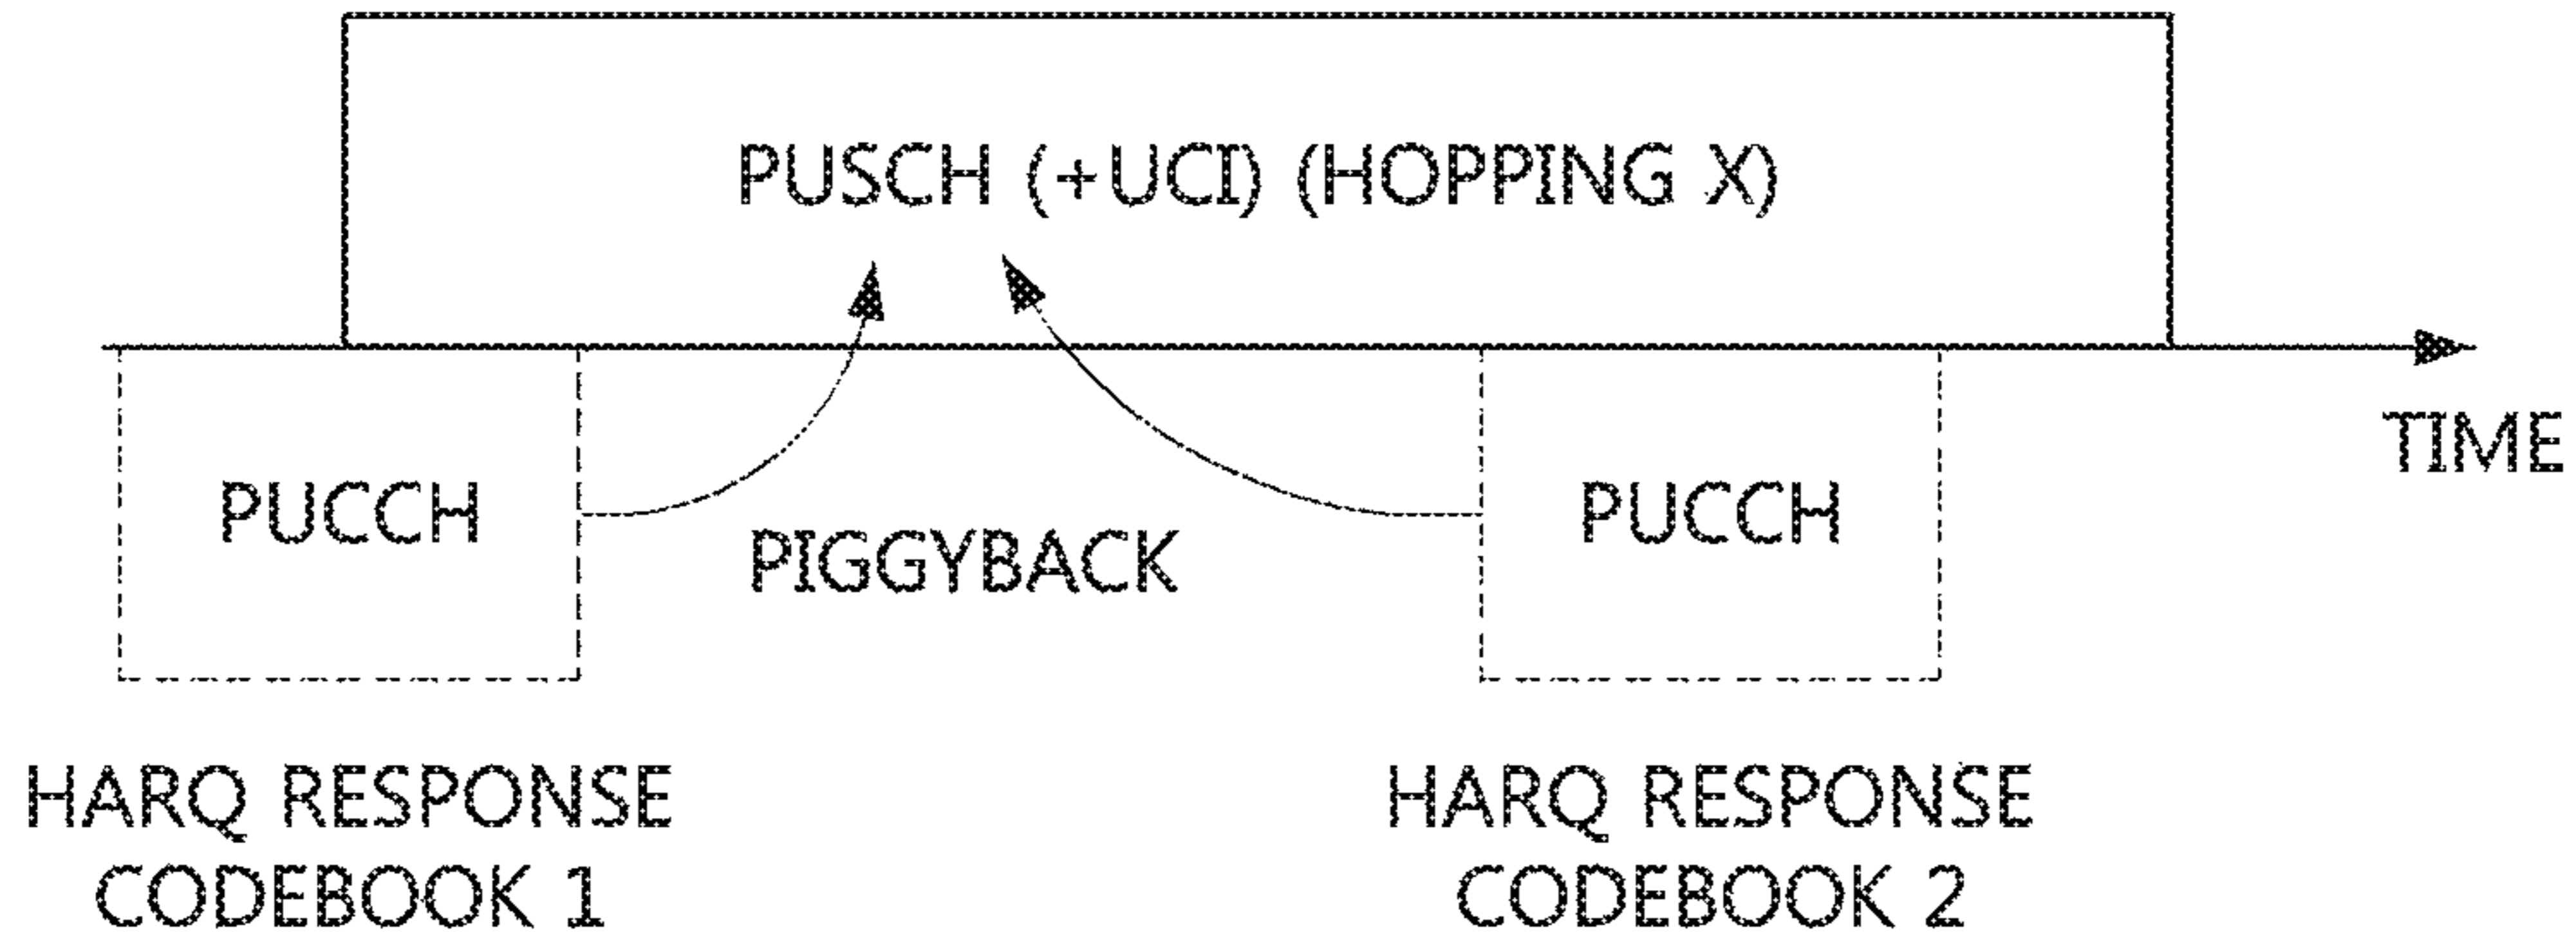 PUSCH (+UCI) (HOPPING X)
TIME
PUCCH
PUCCH
PIGGYBACK
HARQ RESPONSE
CODEBOOK 1
HARQ RESPONSE
CODEBOOK 2